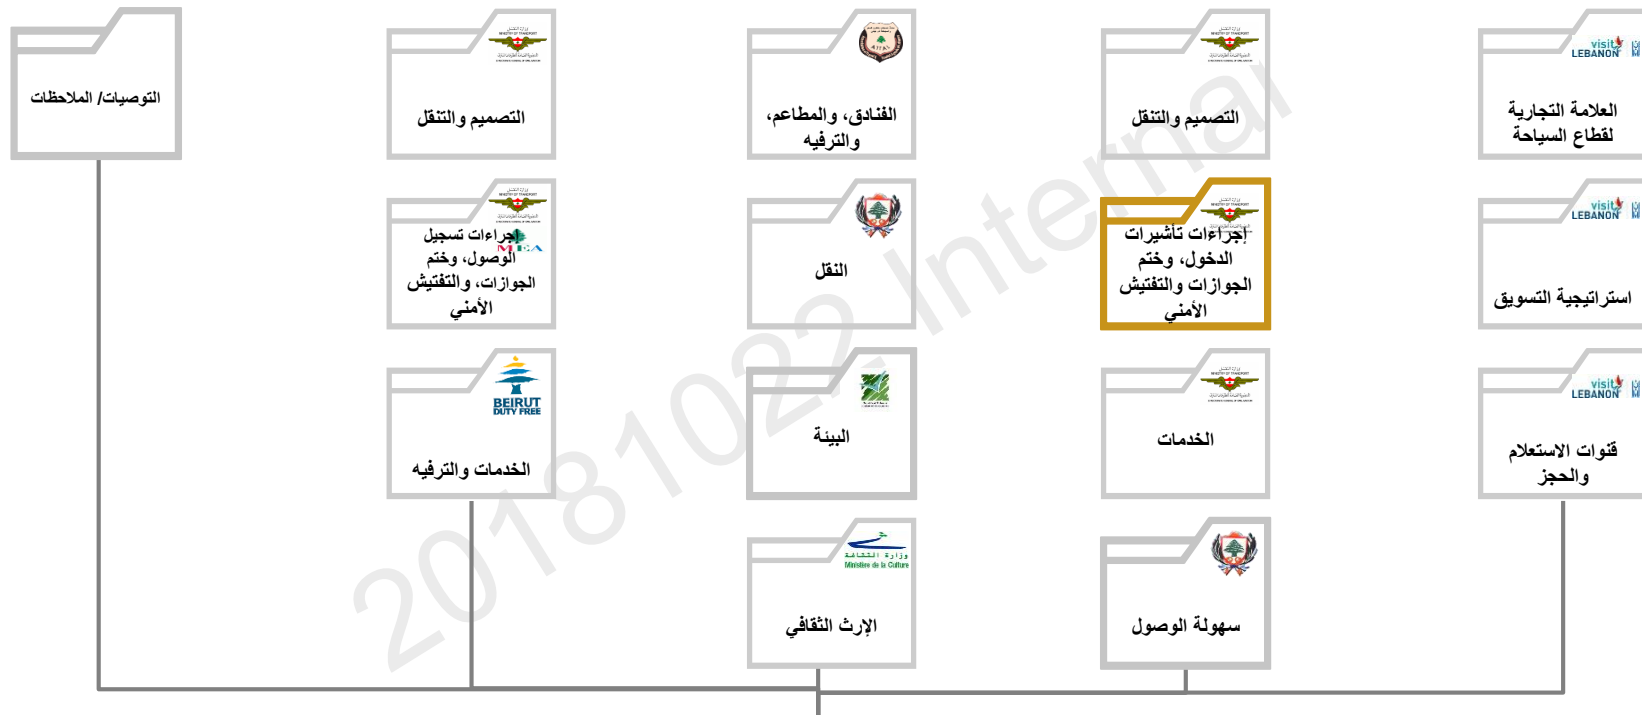 العلامة التجارية
لقطاع السياحة
visit
LEBANON
استراتيجية التسويق
visit
LEBANON
قنوات الاستعلام
والحجز
visit
LEBANON
التصميم والتنقل
إجراءات تأشيرات
الدخول، وختم
الجوازات والتفتيش
الأمني
الخدمات
سهولة الوصول
الفنادق، والمطاعم،
والترفيه
النقل
البيئة
وزارة الثقافة
Ministère de la Culture
الإرث الثقافي
التصميم والتنقل
إجراءات تسجيل
الوصول، وختم
الجوازات، والتفتيش
الأمني
MEA
BEIRUT
DUTY FREE
الخدمات والترفيه
التوصيات/ الملاحظات
20181022 Internal